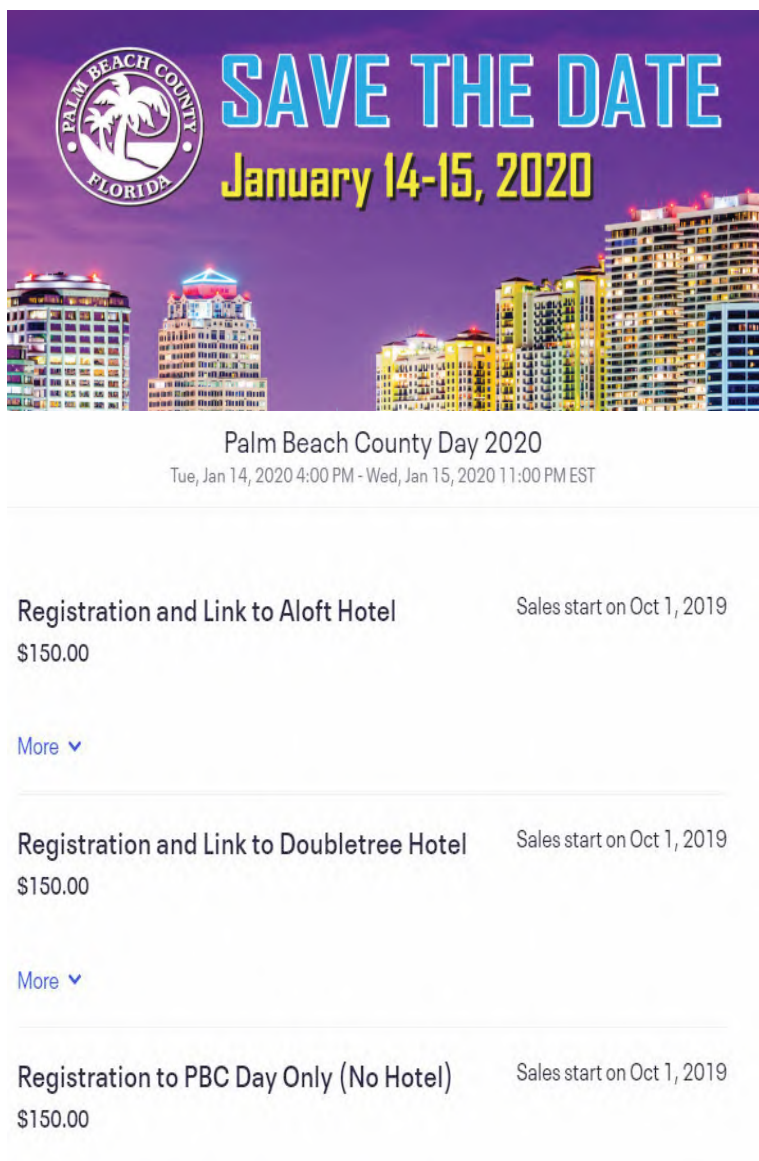 PALM BEACH COUNTY
FLORIDA
SAVE THE DATE
January 14-15, 2020
Palm Beach County Day 2020
Tue, Jan 14, 2020 4:00 PM - Wed, Jan 15, 2020 11:00 PM EST
Registration and Link to Aloft Hotel
Sales start on Oct 1, 2019
$150.00
More
Registration and Link to Doubletree Hotel
Sales start on Oct 1, 2019
$150.00
More
Registration to PBC Day Only (No Hotel)
Sales start on Oct 1, 2019
$150.00